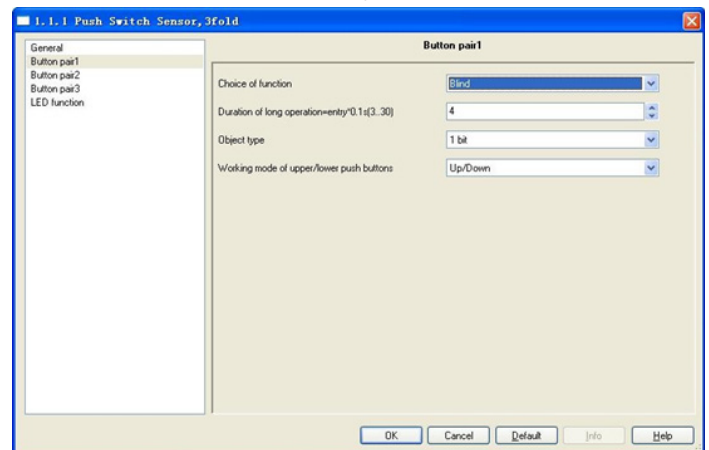 1.1.1 Push Switch Sensor,3fold
General
Button pair1
Button pair2
Button pair3
LED function
Button pair1
Choice of function Blind
Duration of long operation=entry*0.1s(3..30) 4
Object type 1 bit
Working mode of upper/lower push buttons Up/Down
OK Cancel Default Info Help